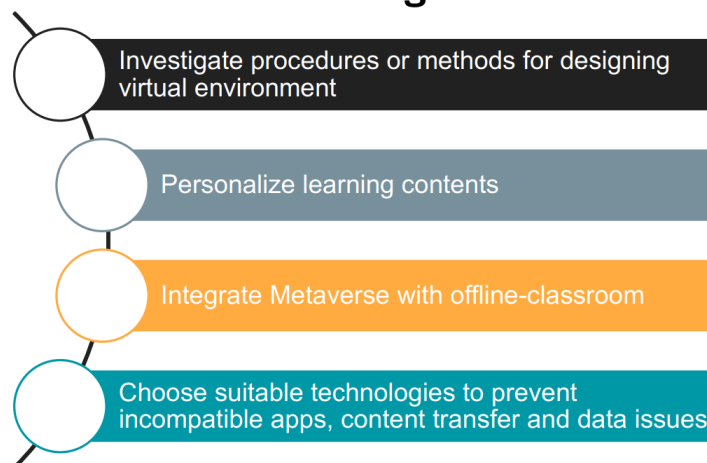 Investigate procedures or methods for designing
virtual environment
Personalize learning contents
Integrate Metaverse with offline-classroom
Choose suitable technologies to prevent
incompatible apps, content transfer and data issues